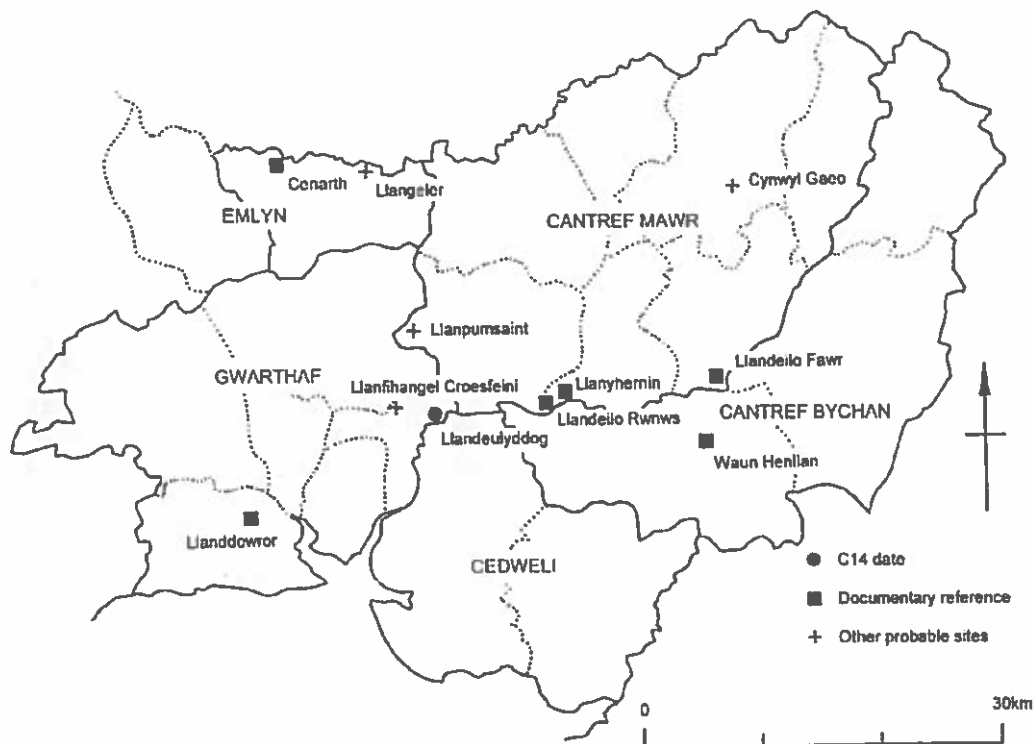 Cenarth
Llangeler
Cynwyl Gaeo
EMLYN
CANTREF MAWR
Llanpumsaint
Llandeilo Fawr
GWARTHAF
Llanfihangel Croesfeini
Llanyhernin
CANTREF BYCHAN
Llandeilo Rwnws
Llandeulyddog
Waun Henllan
Llanddowror
CEDWELI
C14 date
Documentary reference
Other probable sites
0
30km